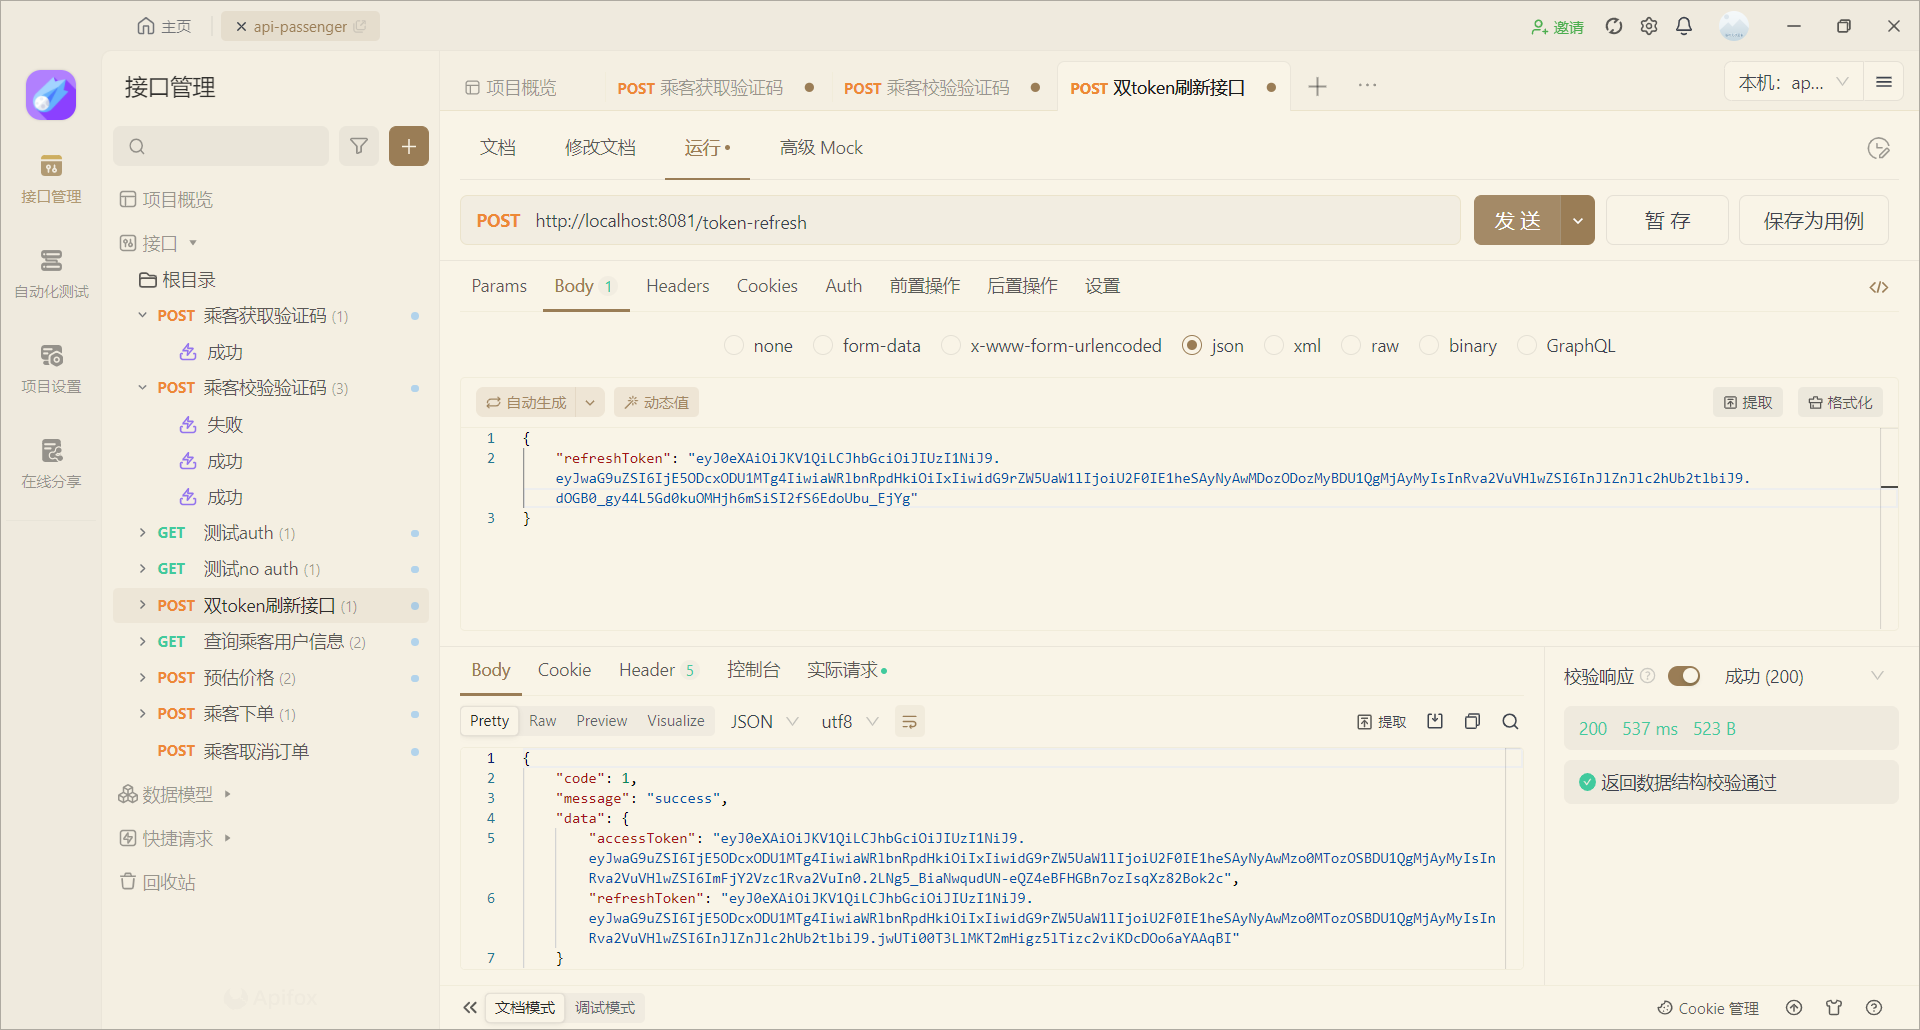 主页
api-passenger
邀请
接口管理
自动化测试
项目设置
在线分享
接口管理
项目概览
接口
根目录
POST 乘客获取验证码 (1)
成功
POST 乘客校验验证码 (3)
失败
成功
成功
GET 测试auth (1)
GET 测试no auth (1)
POST 双token刷新接口 (1)
GET 查询乘客用户信息 (2)
POST 预估价格 (2)
POST 乘客下单 (1)
POST 乘客取消订单
数据模型
快捷请求
回收站
Apifox
项目概览
POST 乘客获取验证码
POST 乘客校验验证码
POST 双token刷新接口
本机: ap...
文档 修改文档 运行 高级 Mock
POST http://localhost:8081/token-refresh
发 送
暂 存
保存为用例
Params Body 1 Headers Cookies Auth 前置操作 后置操作 设置
none form-data x-www-form-urlencoded json xml raw binary GraphQL
自动生成 动态值 提取 格式化
1 {
2 "refreshToken": "eyJ0eXAiOiJKV1QiLCJhbGciOiJIUzI1NiJ9.
eyJwaG9uZSI6IjE5ODcxODU1MTg4IiwiaWRlbnRpdHkiOiIxIiwidG9rZW5UaW1lIjoiU2F0IE1heSAyNyAwMDozODozMyBDU1QgMjAyMyIsInRva2VuVHlwZSI6InJlZnJlc2hUb2tlbiJ9.
dOGB0_gy44L5Gd0kuOMHjh6mSiSI2fS6EdoUbu_EjYg"
3 }
Body Cookie Header 5 控制台 实际请求
Pretty Raw Preview Visualize JSON utf8 提取
1 {
2 "code": 1,
3 "message": "success",
4 "data": {
5 "accessToken": "eyJ0eXAiOiJKV1QiLCJhbGciOiJIUzI1NiJ9.
eyJwaG9uZSI6IjE5ODcxODU1MTg4IiwiaWRlbnRpdHkiOiIxIiwidG9rZW5UaW1lIjoiU2F0IE1heSAyNyAwMzo0MTozOSBDU1QgMjAyMyIsIn
Rva2VuVHlwZSI6ImFjY2Vzc1Rva2VuIn0.2LNg5_BiaNwqudUN-eQZ4eBFHGBn7ozIsqXz82Bok2c",
6 "refreshToken": "eyJ0eXAiOiJKV1QiLCJhbGciOiJIUzI1NiJ9.
eyJwaG9uZSI6IjE5ODcxODU1MTg4IiwiaWRlbnRpdHkiOiIxIiwidG9rZW5UaW1lIjoiU2F0IE1heSAyNyAwMzo0MTozOSBDU1QgMjAyMyIsIn
Rva2VuVHlwZSI6InJlZnJlc2hUb2tlbiJ9.jwUTi00T3LlMKT2mHigz5lTizc2viKDcDOo6aYAAqBI"
7 }
校验响应 成功 (200)
200 537 ms 523 B
返回数据结构校验通过
文档模式 调试模式
Cookie 管理